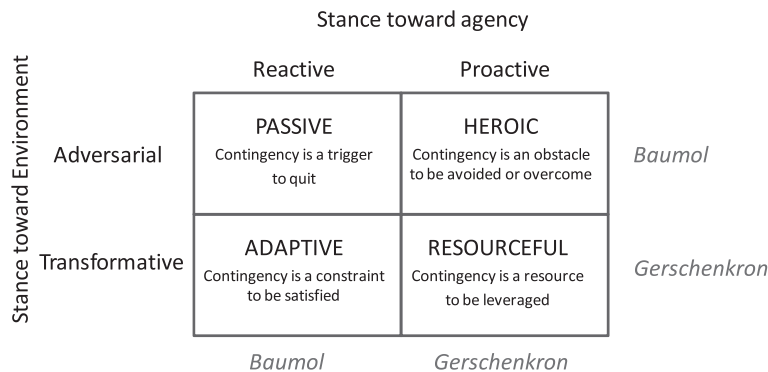 Stance toward agency
Reactive
Proactive
Stance toward Environment
Adversarial
PASSIVE
Contingency is a trigger
to quit
HEROIC
Contingency is an obstacle
to be avoided or overcome
Baumol
Transformative
ADAPTIVE
Contingency is a constraint
to be satisfied
RESOURCEFUL
Contingency is a resource
to be leveraged
Gerschenkron
Baumol
Gerschenkron